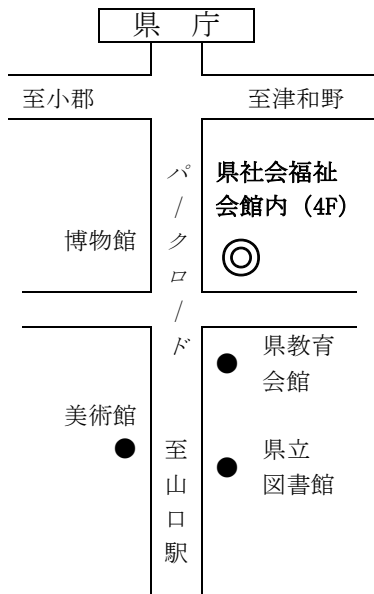 県 庁
至小郡
至津和野
パークロード
県社会福祉
会館内（4F）
博物館
県教育
会館
美術館
県立
図書館
至山口駅